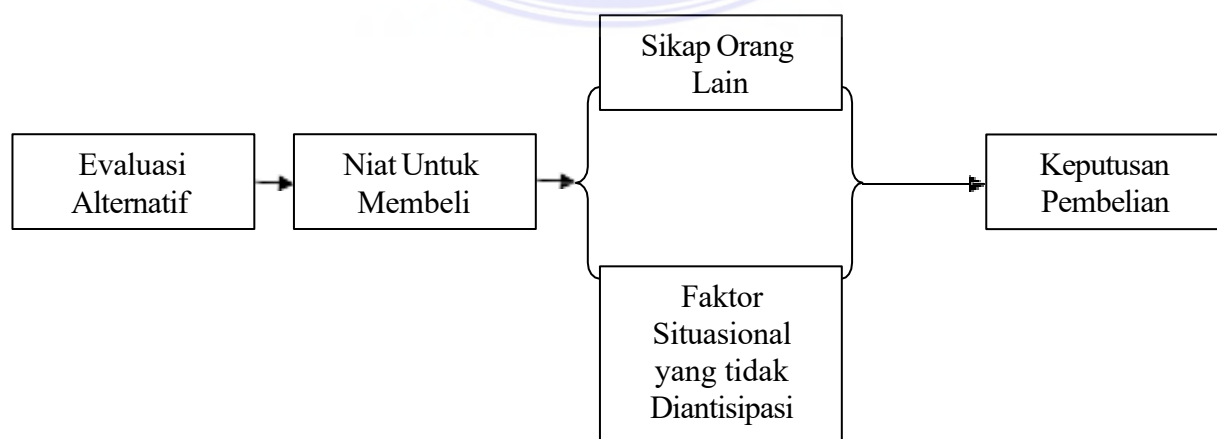 Sikap Orang
Lain
Evaluasi
Alternatif
Niat Untuk
Membeli
Keputusan
Pembelian
Faktor
Situasional
yang tidak
Diantisipasi